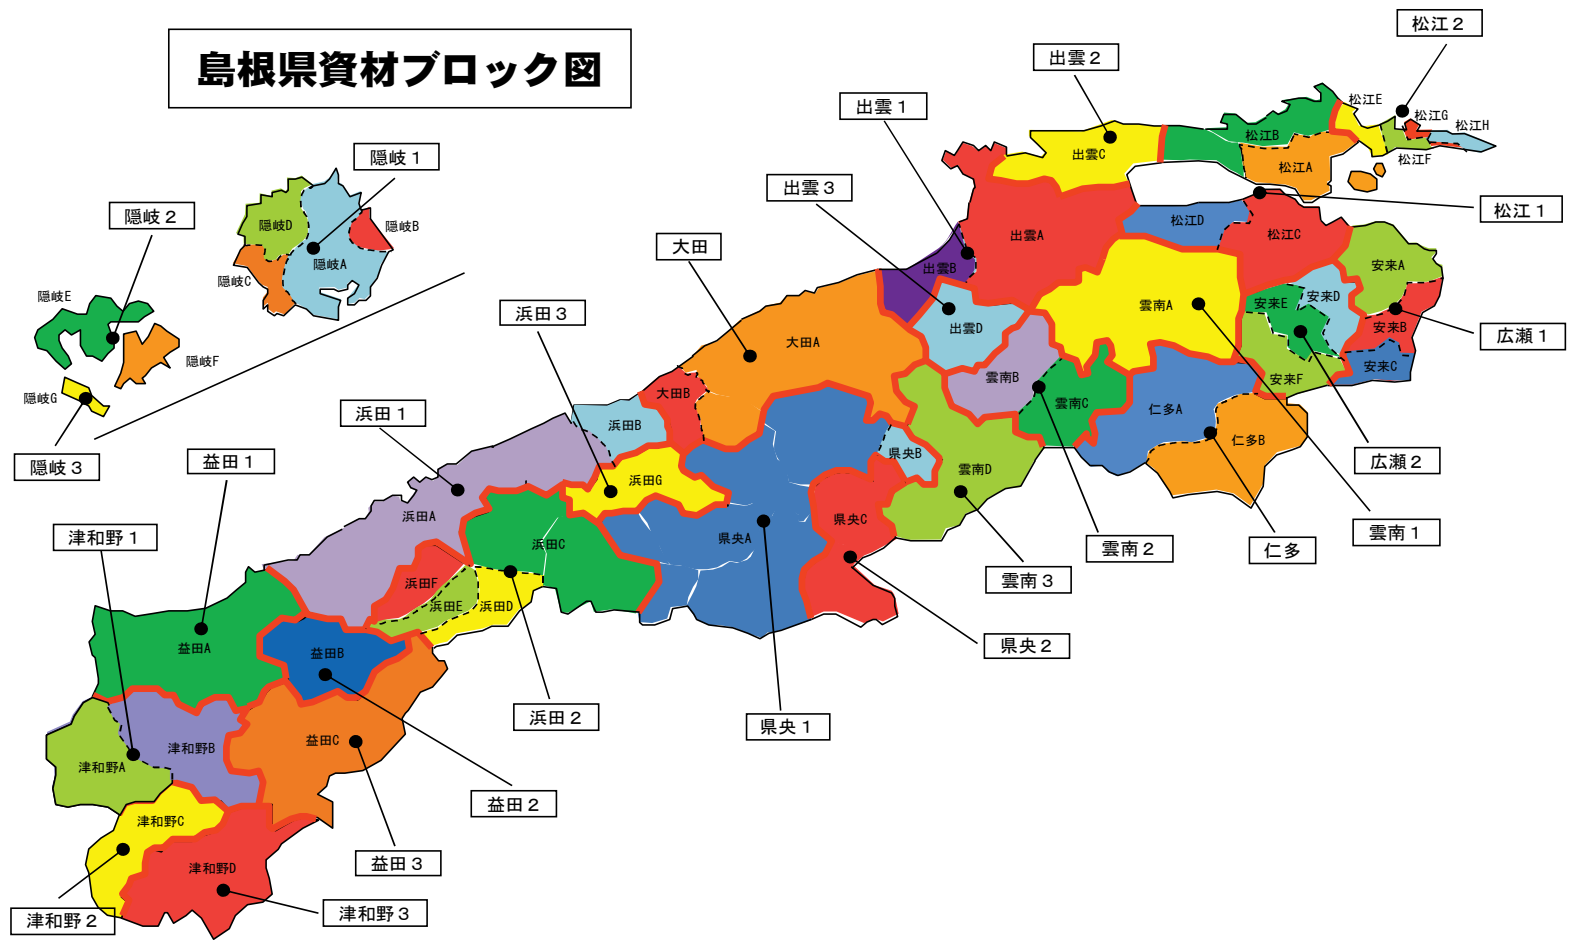 島根県資材ブロック図
松江２
出雲２
出雲１
出雲３
松江１
隠岐１
隠岐２
隠岐３
大田
浜田３
浜田１
益田１
津和野１
広瀬１
広瀬２
雲南１
仁多
雲南２
雲南３
県央２
県央１
浜田２
益田２
益田３
津和野２
津和野３
松江E
松江G
松江H
松江F
松江B
松江A
松江D
松江C
出雲C
出雲A
出雲B
出雲D
安来A
安来D
安来E
安来B
安来C
安来F
雲南A
雲南B
雲南C
雲南D
仁多A
仁多B
大田A
大田B
県央B
県央C
県央A
浜田B
浜田G
浜田A
浜田C
浜田F
浜田E
浜田D
益田A
益田B
益田C
津和野B
津和野A
津和野C
津和野D
隠岐D
隠岐B
隠岐A
隠岐C
隠岐E
隠岐F
隠岐G